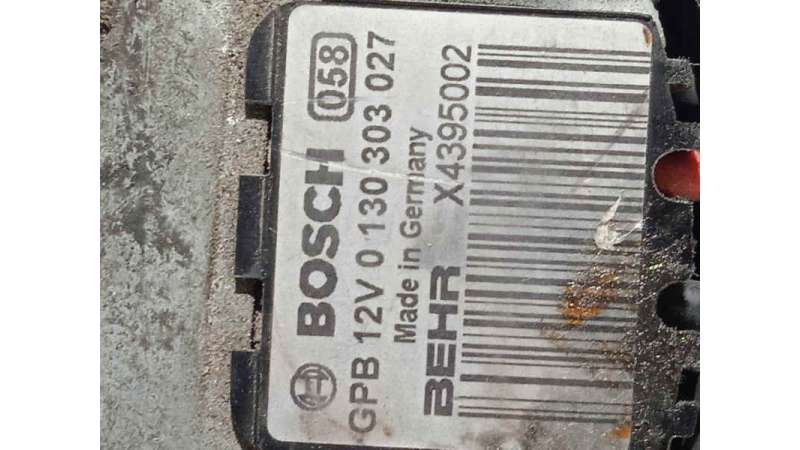 BOSCH 058
GPB 12V 0 130 303 027
Made in Germany
BEHR X4395002